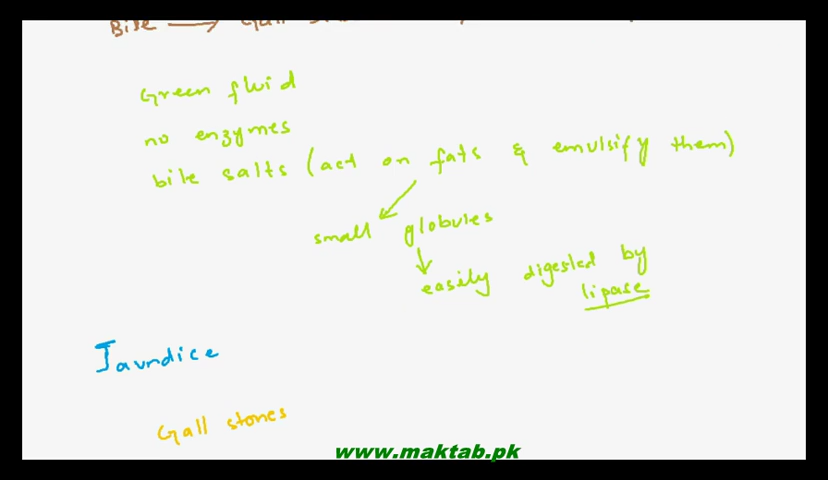 Bile → Gall
Green fluid
no enzymes
bile salts (act on fats & emulsify them)
small globules
easily digested by
lipase
Jaundice
Gall stones
www.maktab.pk